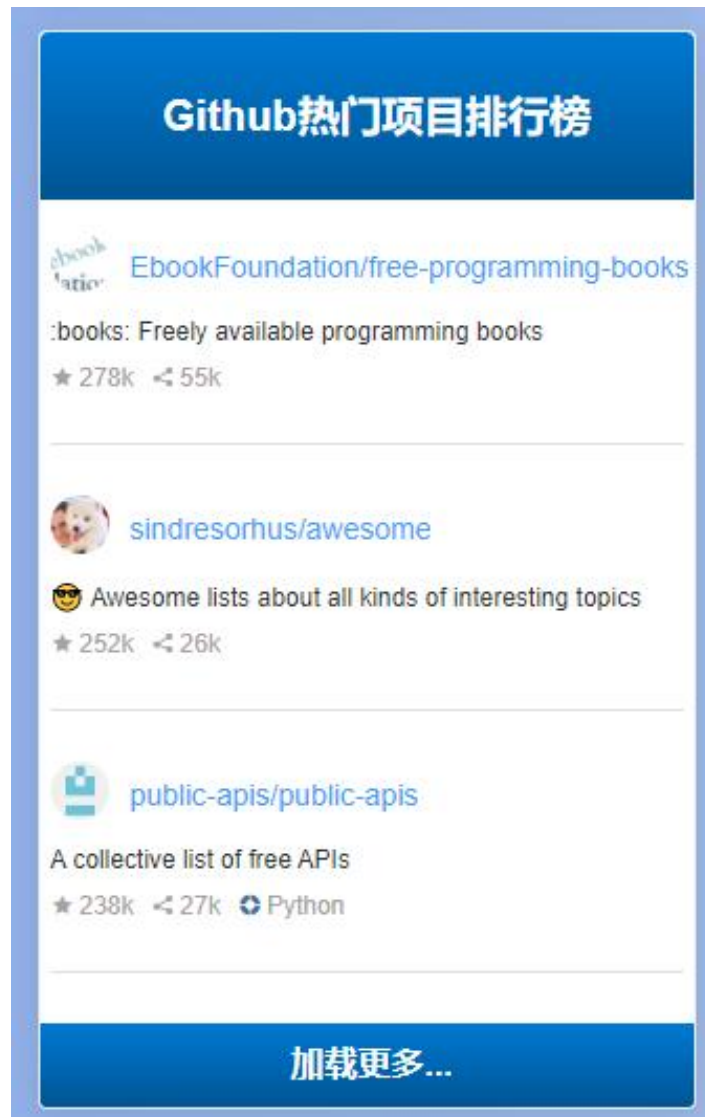 Github热门项目排行榜
EbookFoundation/free-programming-books
:books: Freely available programming books
278k 55k
sindresorhus/awesome
😎 Awesome lists about all kinds of interesting topics
252k 26k
public-apis/public-apis
A collective list of free APIs
238k 27k Python
加载更多...